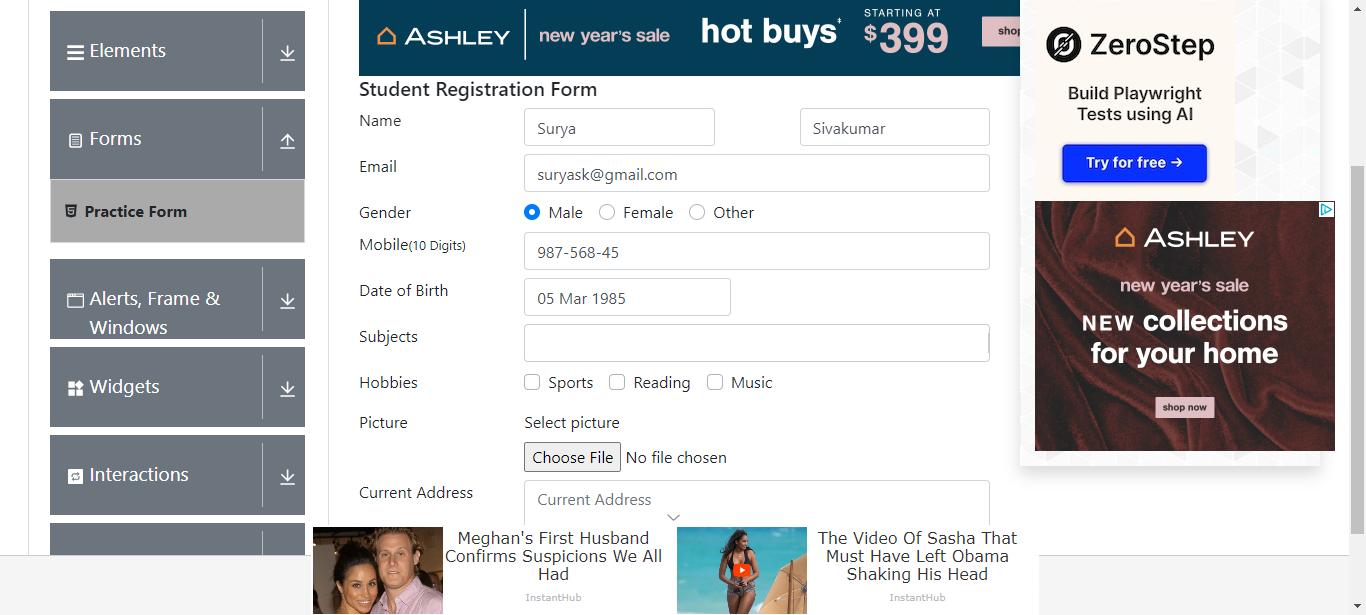 Elements
Forms
Practice Form
Alerts, Frame &
Windows
Widgets
Interactions
ASHLEY new year's sale hot buys‡ STARTING AT $399 shop
Student Registration Form
Name Surya Sivakumar
Email suryask@gmail.com
Gender Male Female Other
Mobile(10 Digits) 987-568-45
Date of Birth 05 Mar 1985
Subjects
Hobbies Sports Reading Music
Picture Select picture
Choose File No file chosen
Current Address Current Address
ZeroStep
Build Playwright
Tests using AI
Try for free →
ASHLEY
new year's sale
NEW collections
for your home
shop now
Meghan's First Husband
Confirms Suspicions We All
Had
InstantHub
The Video Of Sasha That
Must Have Left Obama
Shaking His Head
InstantHub